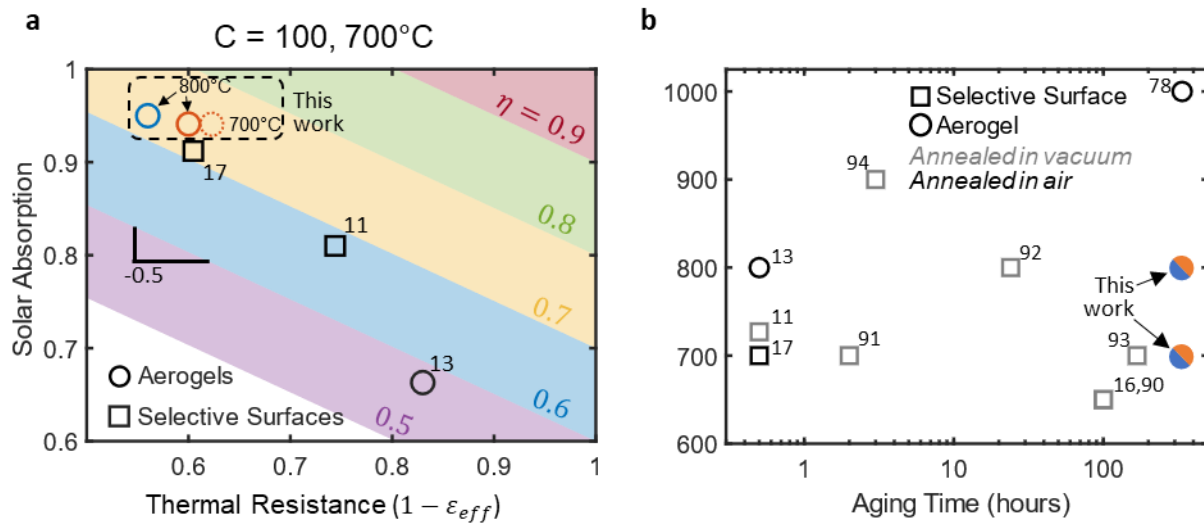 a
C = 100, 700°C
Solar Absorption
1
0.9
0.8
0.7
0.6
800°C
700°C
This
work
17
11
13
-0.5
η = 0.9
0.8
0.7
0.6
0.5
Aerogels
Selective Surfaces
0.6
0.7
0.8
0.9
1
Thermal Resistance (1 − ε_eff)
b
1000
900
800
700
600
Selective Surface
Aerogel
Annealed in vacuum
Annealed in air
78
94
13
92
11
17
91
93
16,90
This
work
1
10
100
Aging Time (hours)